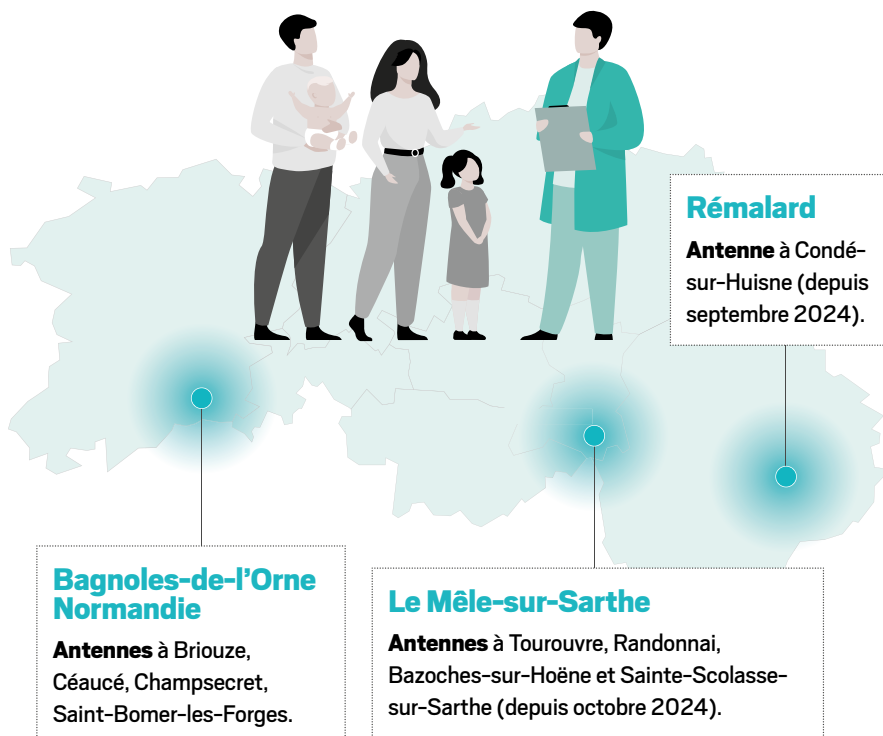 Rémalard
Antenne à Condé-
sur-Huisne (depuis
septembre 2024).
Bagnoles-de-l'Orne
Normandie
Antennes à Briouze,
Céaucé, Champsecret,
Saint-Bomer-les-Forges.
Le Mêle-sur-Sarthe
Antennes à Tourouvre, Randonnai,
Bazoches-sur-Hoëne et Sainte-Scolasse-
sur-Sarthe (depuis octobre 2024).